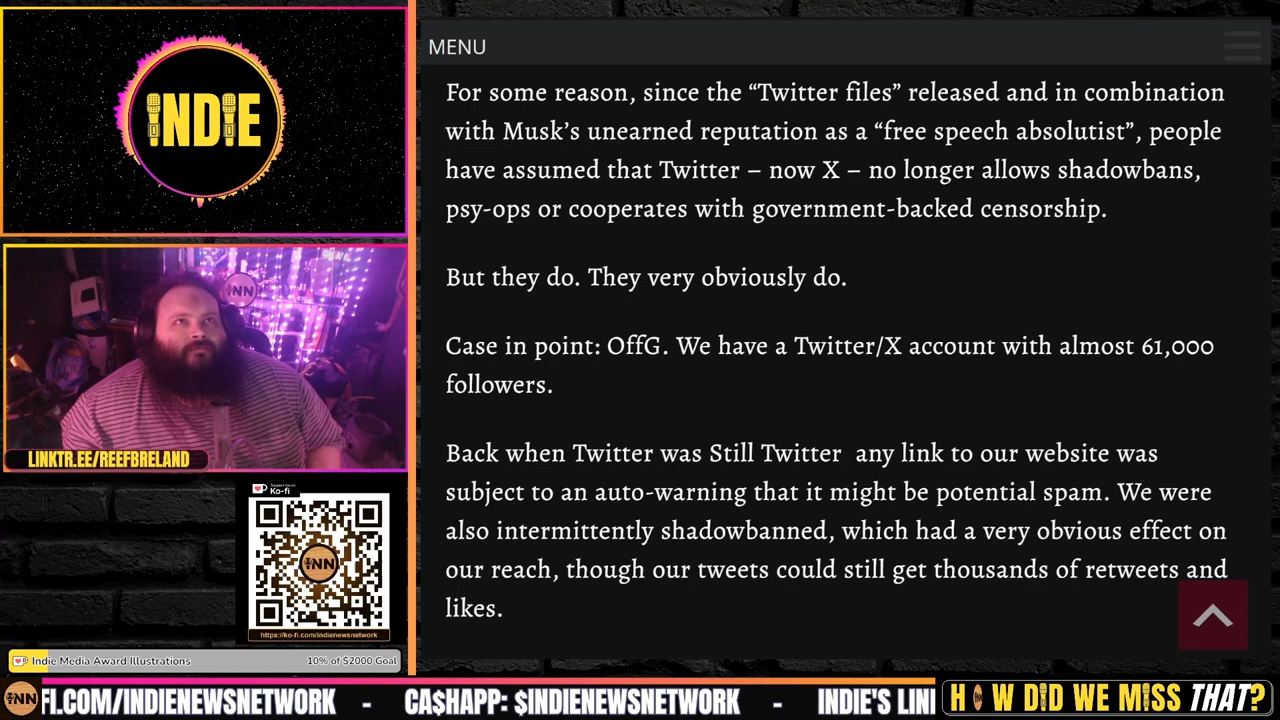 INDIE
INN
LINKTR.EE/REEFBRELAND
Support me on
Ko-fi
INN
https://ko-fi.com/indienewsnetwork
Indie Media Award Illustrations 10% of $2000 Goal
MENU
For some reason, since the “Twitter files” released and in combination
with Musk’s unearned reputation as a “free speech absolutist”, people
have assumed that Twitter – now X – no longer allows shadowbans,
psy-ops or cooperates with government-backed censorship.
But they do. They very obviously do.
Case in point: OffG. We have a Twitter/X account with almost 61,000
followers.
Back when Twitter was Still Twitter any link to our website was
subject to an auto-warning that it might be potential spam. We were
also intermittently shadowbanned, which had a very obvious effect on
our reach, though our tweets could still get thousands of retweets and
likes.
INN
FI.COM/INDIENEWSNETWORK - CA$HAPP: $INDIENEWSNETWORK - INDIE'S LIN
HOW DID WE MISS THAT?